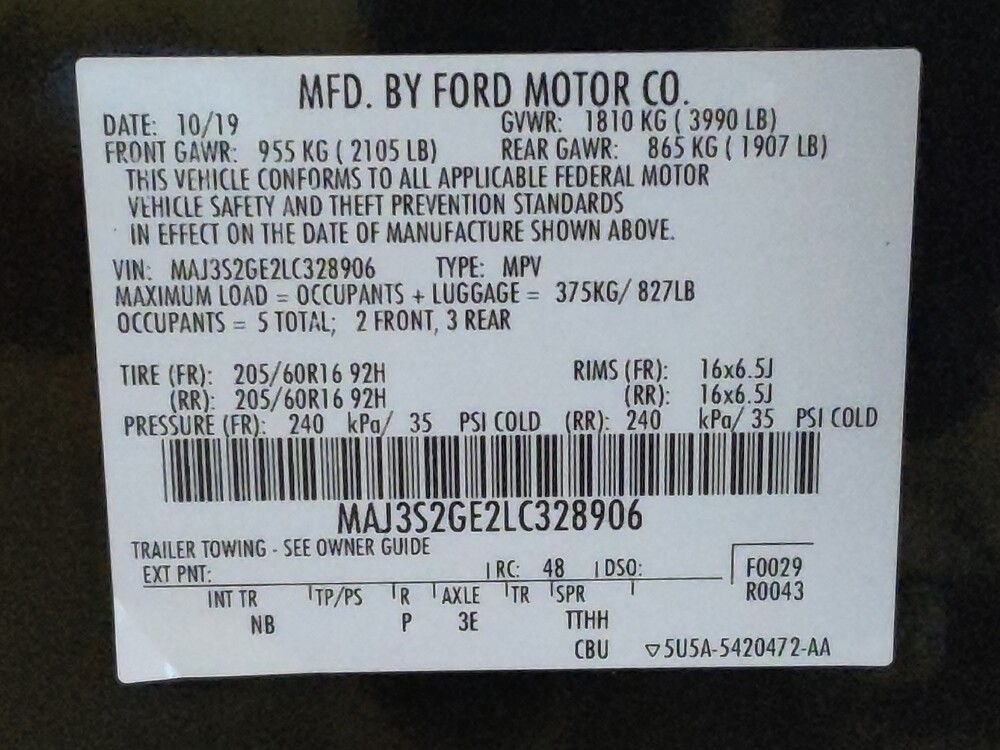 MFD. BY FORD MOTOR CO.
DATE: 10/19 GVWR: 1810 KG ( 3990 LB)
FRONT GAWR: 955 KG ( 2105 LB) REAR GAWR: 865 KG ( 1907 LB)
THIS VEHICLE CONFORMS TO ALL APPLICABLE FEDERAL MOTOR
VEHICLE SAFETY AND THEFT PREVENTION STANDARDS
IN EFFECT ON THE DATE OF MANUFACTURE SHOWN ABOVE.
VIN: MAJ3S2GE2LC328906 TYPE: MPV
MAXIMUM LOAD = OCCUPANTS + LUGGAGE = 375KG/ 827LB
OCCUPANTS = 5 TOTAL; 2 FRONT, 3 REAR
TIRE (FR): 205/60R16 92H RIMS (FR): 16x6.5J
(RR): 205/60R16 92H (RR): 16x6.5J
PRESSURE (FR): 240 kPa/ 35 PSI COLD (RR): 240 kPa/ 35 PSI COLD
MAJ3S2GE2LC328906
TRAILER TOWING - SEE OWNER GUIDE
EXT PNT: RC: 48 DSO: F0029
INT TR TP/PS R AXLE TR SPR R0043
NB P 3E TTHH
CBU ▽5U5A-5420472-AA